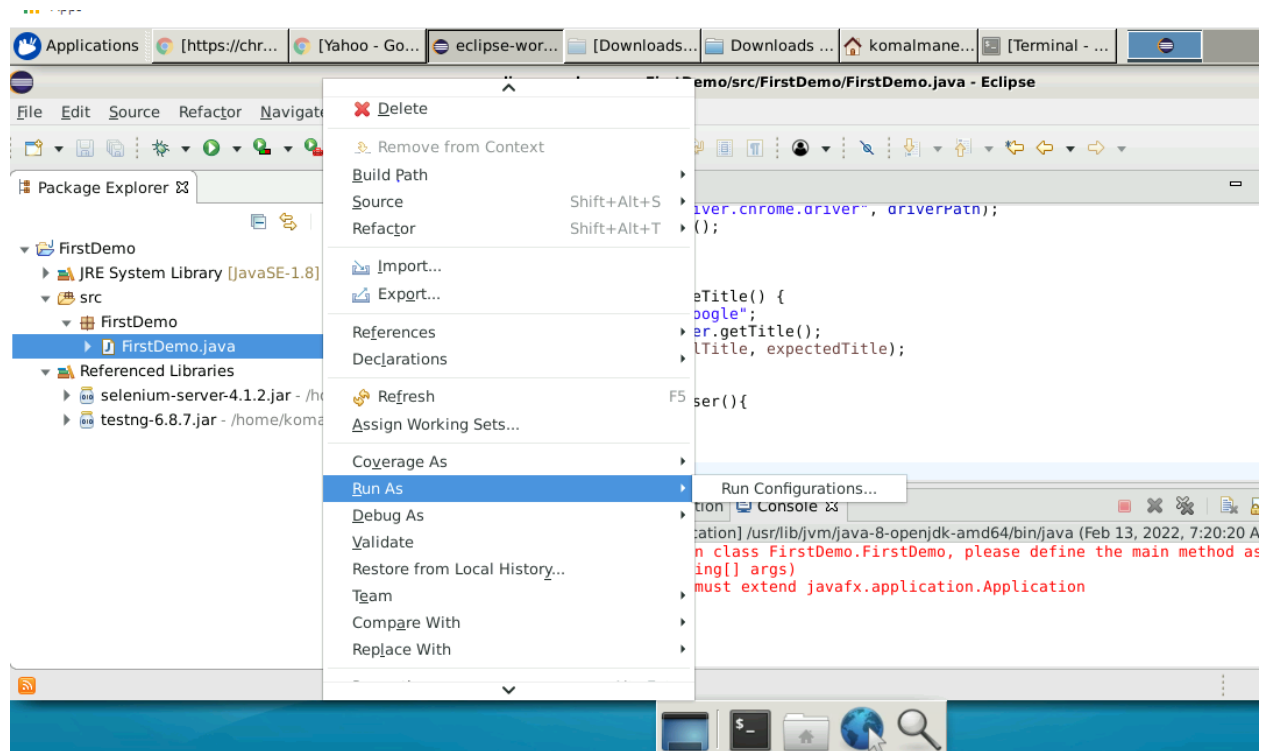 Applications [https://chr... [Yahoo - Go... eclipse-wor... [Downloads... Downloads ... komalmane... [Terminal - ...
emo/src/FirstDemo/FirstDemo.java - Eclipse
File Edit Source Refactor Navigate
Package Explorer
FirstDemo
JRE System Library [JavaSE-1.8]
src
FirstDemo
FirstDemo.java
Referenced Libraries
selenium-server-4.1.2.jar - /ho
testng-6.8.7.jar - /home/koma
Delete
Remove from Context
Build Path
Source Shift+Alt+S
Refactor Shift+Alt+T
Import...
Export...
References
Declarations
Refresh F5
Assign Working Sets...
Coverage As
Run As
Debug As
Validate
Restore from Local History...
Team
Compare With
Replace With
Run Configurations...
iver.chrome.driver", driverPath);
();
eTitle() {
oogle";
er.getTitle();
lTitle, expectedTitle);
ser(){
tion Console
cation] /usr/lib/jvm/java-8-openjdk-amd64/bin/java (Feb 13, 2022, 7:20:20 A
n class FirstDemo.FirstDemo, please define the main method as
ing[] args)
must extend javafx.application.Application